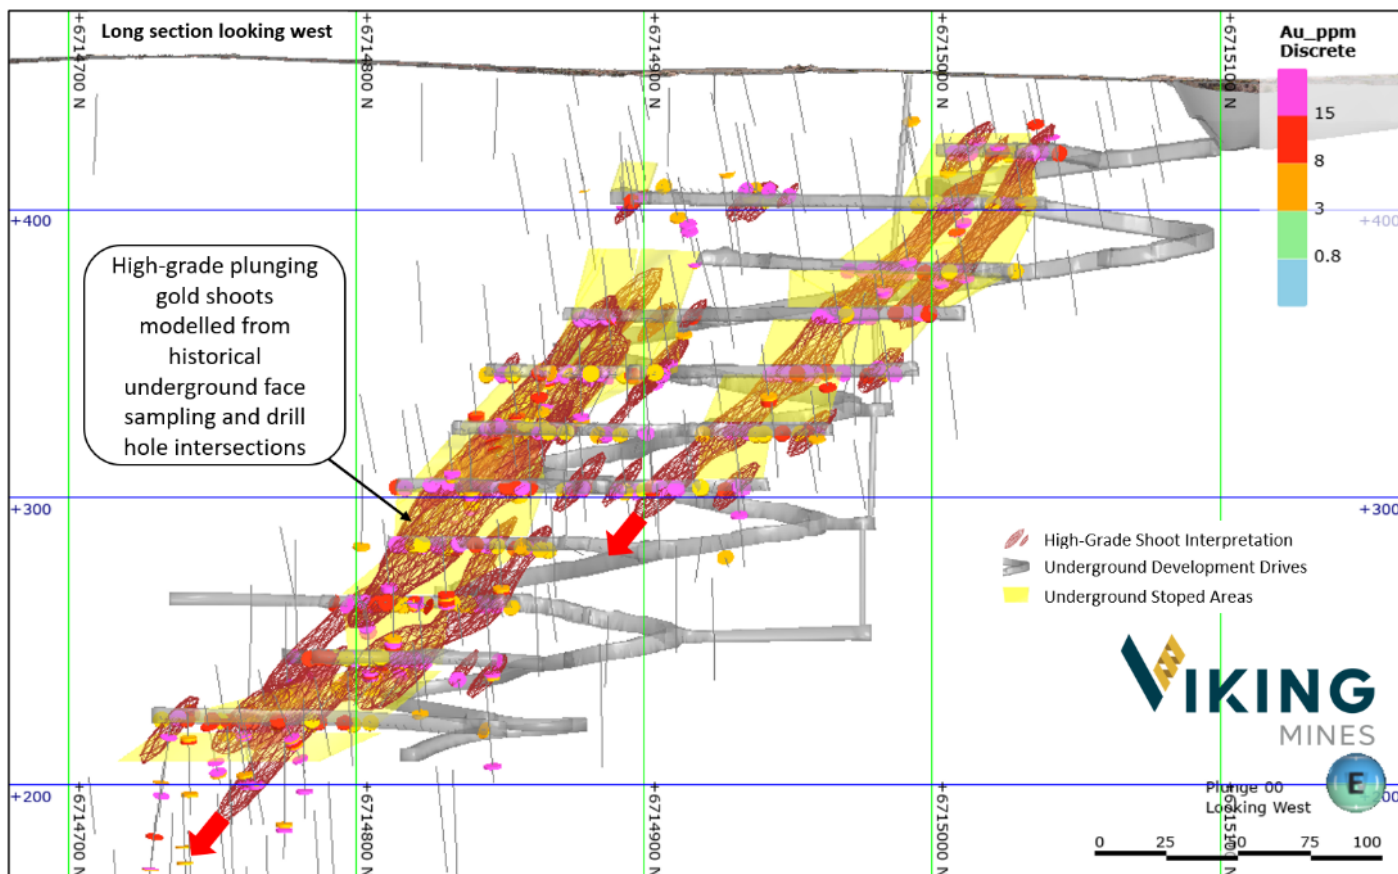 Long section looking west
+6714700 N
+6714800 N
+6714900 N
+6715000 N
+6715100 N
Au_ppm
Discrete
15
8
3
0.8
+400
+400
High-grade plunging
gold shoots
modelled from
historical
underground face
sampling and drill
hole intersections
+300
+300
High-Grade Shoot Interpretation
Underground Development Drives
Underground Stoped Areas
VIKING
MINES
+200
+200
Plunge 00
Looking West
E
0 25 50 75 100
+6714700 N
+6714800 N
+6714900 N
+6715000 N
+6715100 N